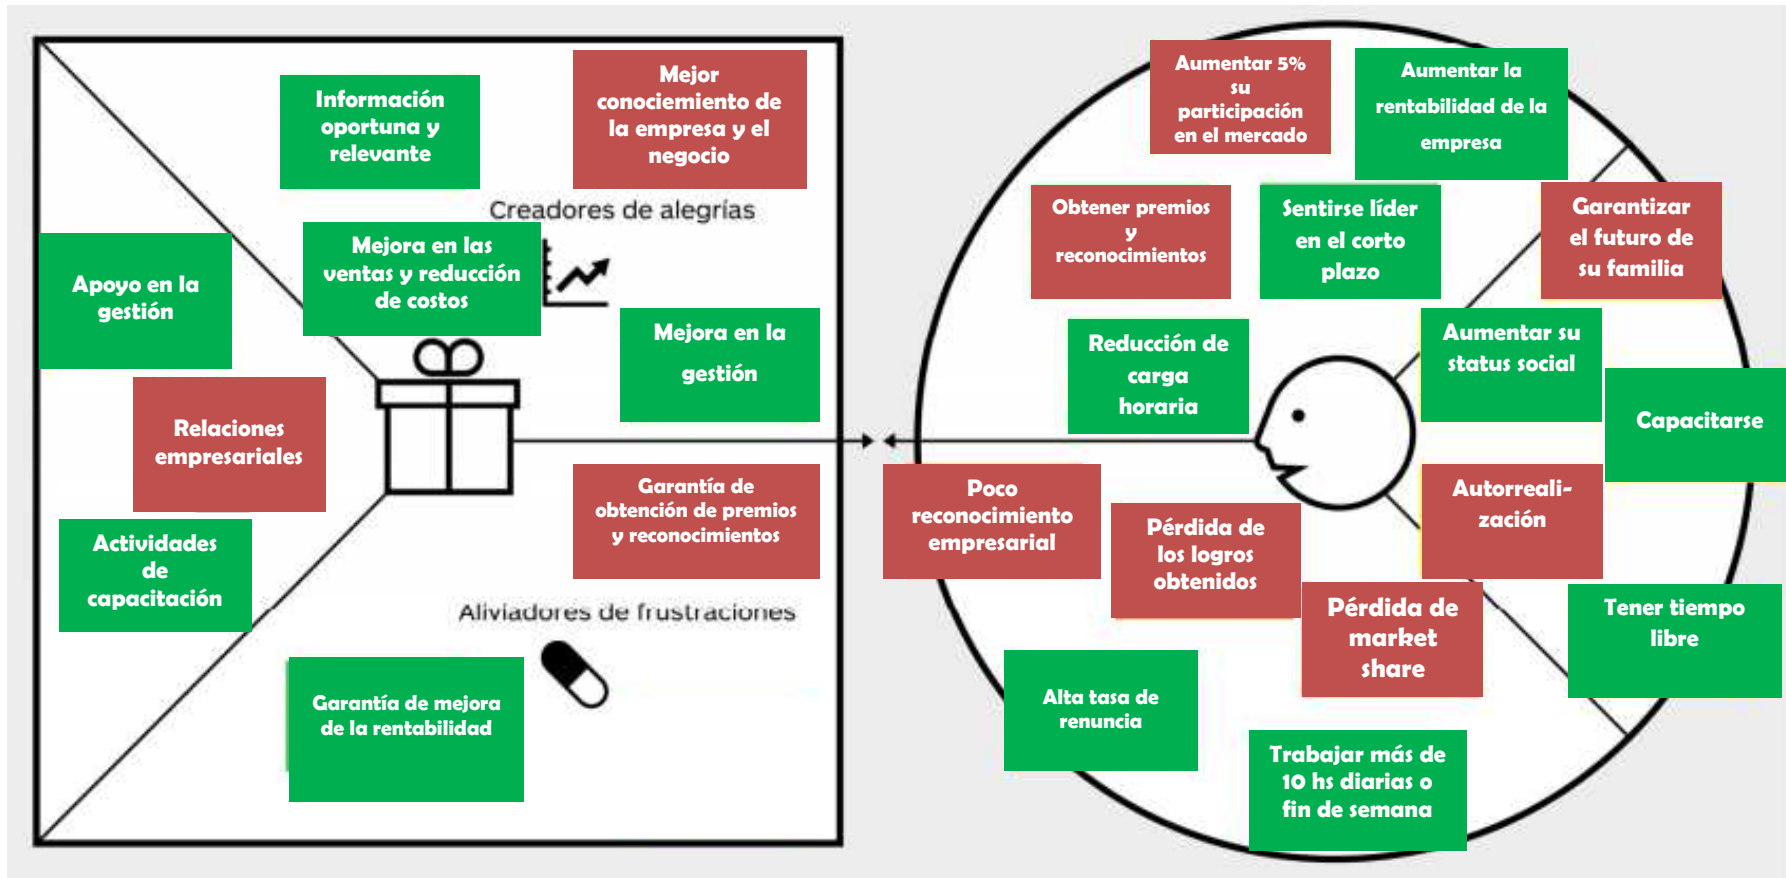 Información
oportuna y
relevante
Mejor
conociemiento de
la empresa y el
negocio
Creadores de alegrías
Mejora en las
ventas y reducción
de costos
Apoyo en la
gestión
Mejora en la
gestión
Relaciones
empresariales
Garantía de
obtención de premios
y reconocimientos
Actividades
de
capacitación
Aliviadores de frustraciones
Garantía de mejora
de la rentabilidad
Aumentar 5%
su
participación
en el mercado
Aumentar la
rentabilidad de la
empresa
Obtener premios
y
reconocimientos
Sentirse líder
en el corto
plazo
Garantizar
el futuro de
su familia
Reducción de
carga
horaria
Aumentar su
status social
Capacitarse
Poco
reconocimiento
empresarial
Pérdida de
los logros
obtenidos
Autorreali-
zación
Pérdida de
market
share
Tener tiempo
libre
Alta tasa de
renuncia
Trabajar más de
10 hs diarias o
fin de semana